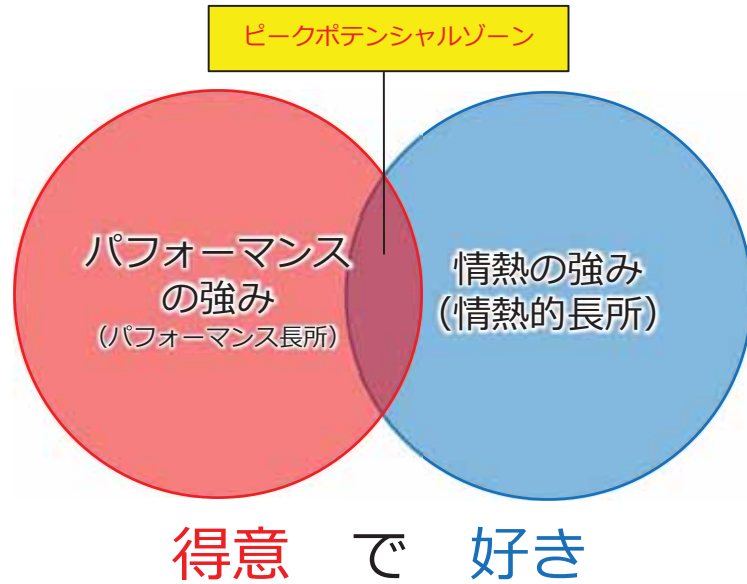 ピークポテンシャルゾーン
パフォーマンス
の強み
（パフォーマンス長所）
情熱の強み
（情熱的長所）
得意 で 好き